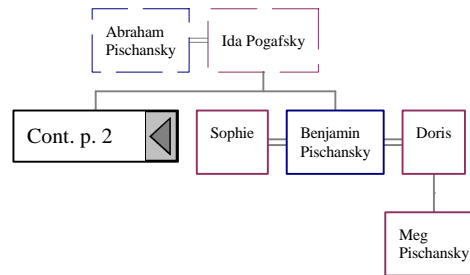 Abraham
Pischansky
Ida Pogafsky
Cont. p. 2
Sophie
Benjamin
Pischansky
Doris
Meg
Pischansky